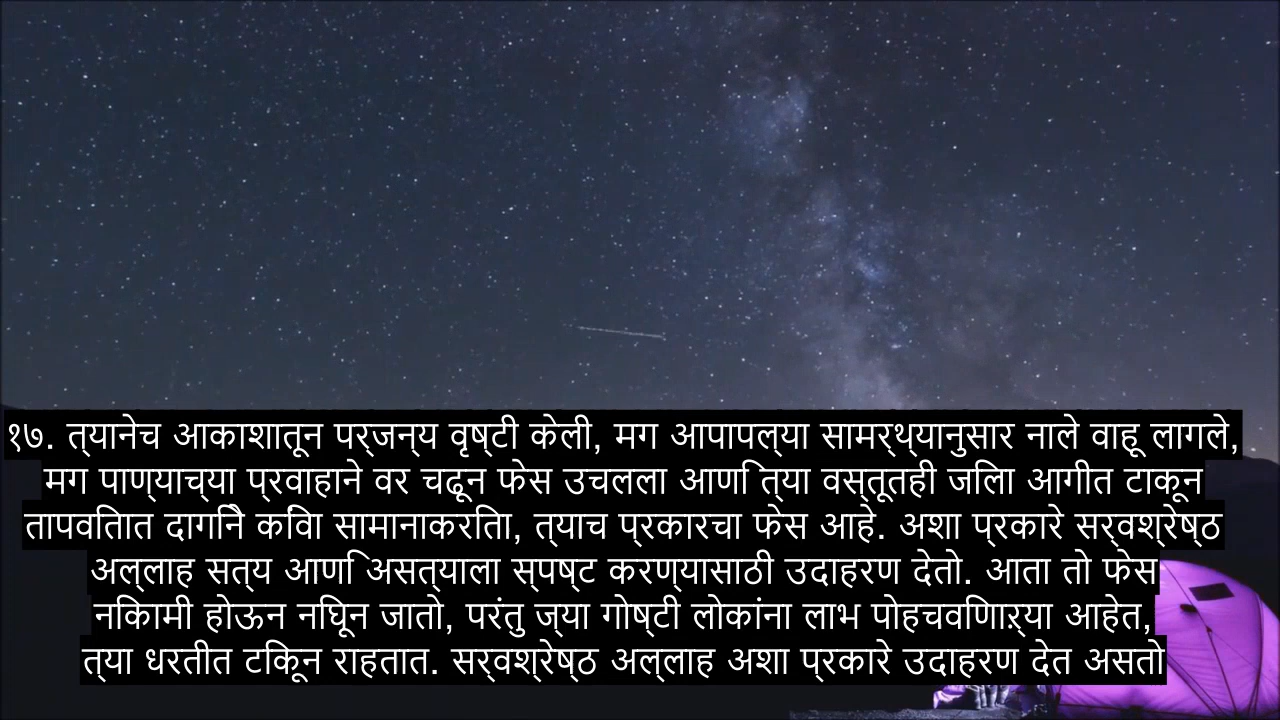 १७. त्यानेच आकाशातून पर्जन्य वृष्टी केली, मग आपापल्या सामर्थ्यानुसार नाले वाहू लागले,
मग पाण्याच्या प्रवाहाने वर चढून फेस उचलला आणि त्या वस्तूतही जिला आगीत टाकून
तापवितात दागिने किंवा सामानाकरिता, त्याच प्रकारचा फेस आहे. अशा प्रकारे सर्वश्रेष्ठ
अल्लाह सत्य आणि असत्याला स्पष्ट करण्यासाठी उदाहरण देतो. आता तो फेस
निकामी होऊन निघून जातो, परंतु ज्या गोष्टी लोकांना लाभ पोहचविणाऱ्या आहेत,
त्या धरतीत टिकून राहतात. सर्वश्रेष्ठ अल्लाह अशा प्रकारे उदाहरण देत असतो